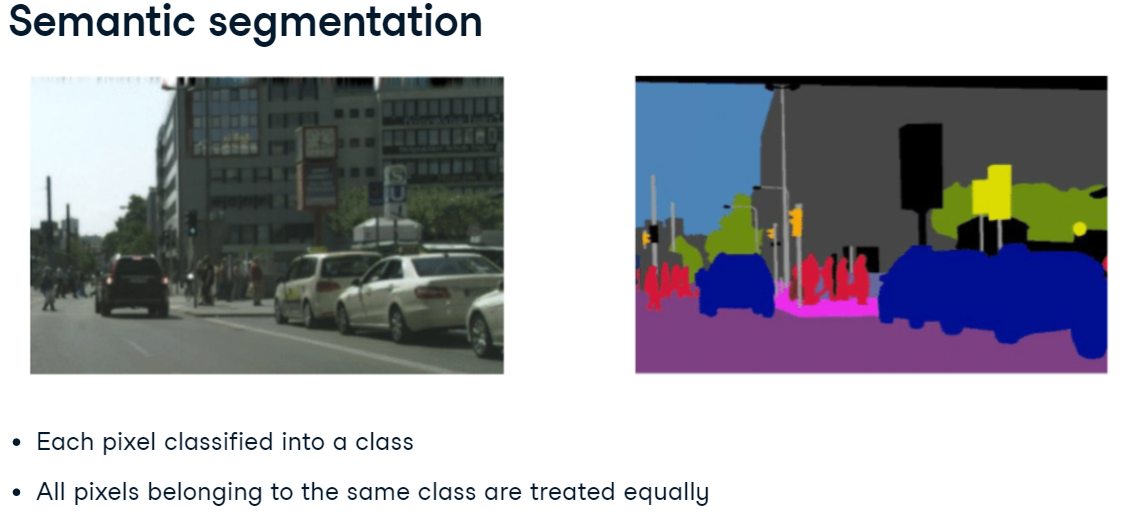 Semantic segmentation
S
U
• Each pixel classified into a class
• All pixels belonging to the same class are treated equally